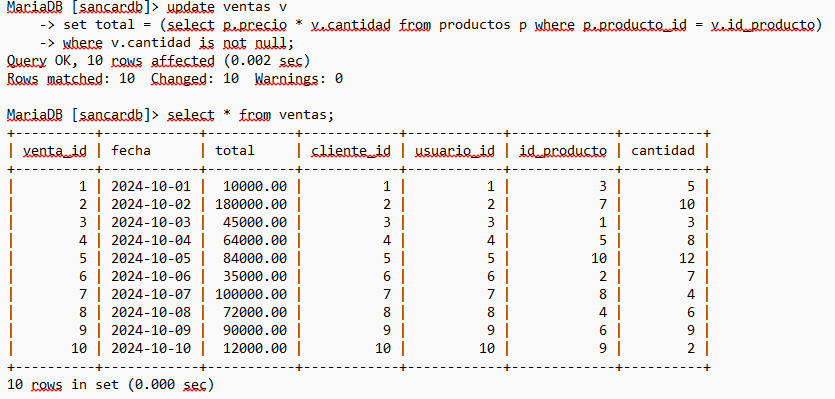 MariaDB [sancardb]> update ventas v
    -> set total = (select p.precio * v.cantidad from productos p where p.producto_id = v.id_producto)
    -> where v.cantidad is not null;
Query OK, 10 rows affected (0.002 sec)
Rows matched: 10  Changed: 10  Warnings: 0

MariaDB [sancardb]> select * from ventas;
+----------+------------+-----------+------------+------------+-------------+----------+
| venta_id | fecha      | total     | cliente_id | usuario_id | id_producto | cantidad |
+----------+------------+-----------+------------+------------+-------------+----------+
|        1 | 2024-10-01 |  10000.00 |          1 |          1 |           3 |        5 |
|        2 | 2024-10-02 | 180000.00 |          2 |          2 |           7 |       10 |
|        3 | 2024-10-03 |  45000.00 |          3 |          3 |           1 |        3 |
|        4 | 2024-10-04 |  64000.00 |          4 |          4 |           5 |        8 |
|        5 | 2024-10-05 |  84000.00 |          5 |          5 |          10 |       12 |
|        6 | 2024-10-06 |  35000.00 |          6 |          6 |           2 |        7 |
|        7 | 2024-10-07 | 100000.00 |          7 |          7 |           8 |        4 |
|        8 | 2024-10-08 |  72000.00 |          8 |          8 |           4 |        6 |
|        9 | 2024-10-09 |  90000.00 |          9 |          9 |           6 |        9 |
|       10 | 2024-10-10 |  12000.00 |         10 |         10 |           9 |        2 |
+----------+------------+-----------+------------+------------+-------------+----------+
10 rows in set (0.000 sec)